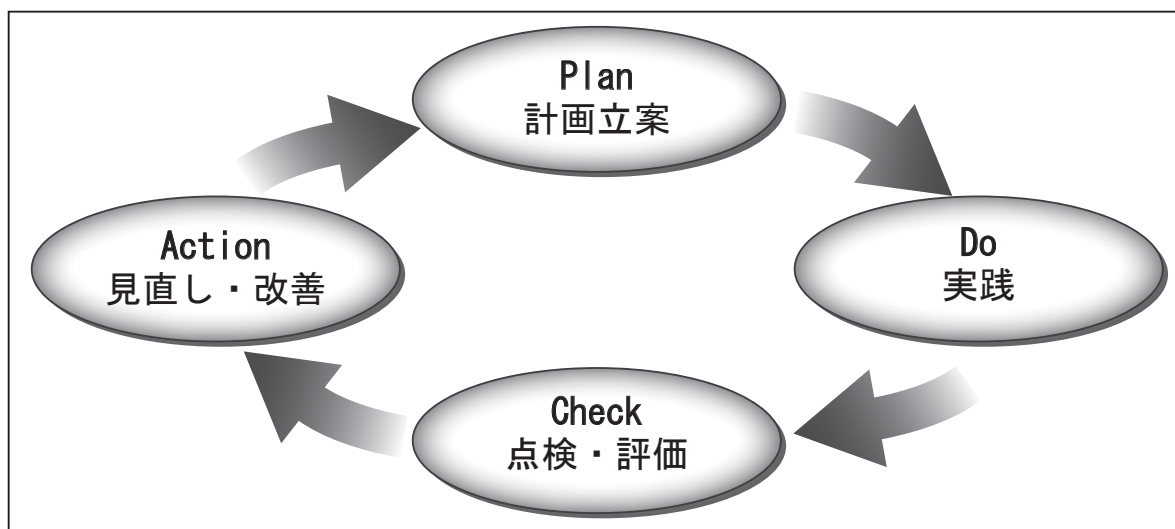 Plan
計画立案
Do
実践
Check
点検・評価
Action
見直し・改善